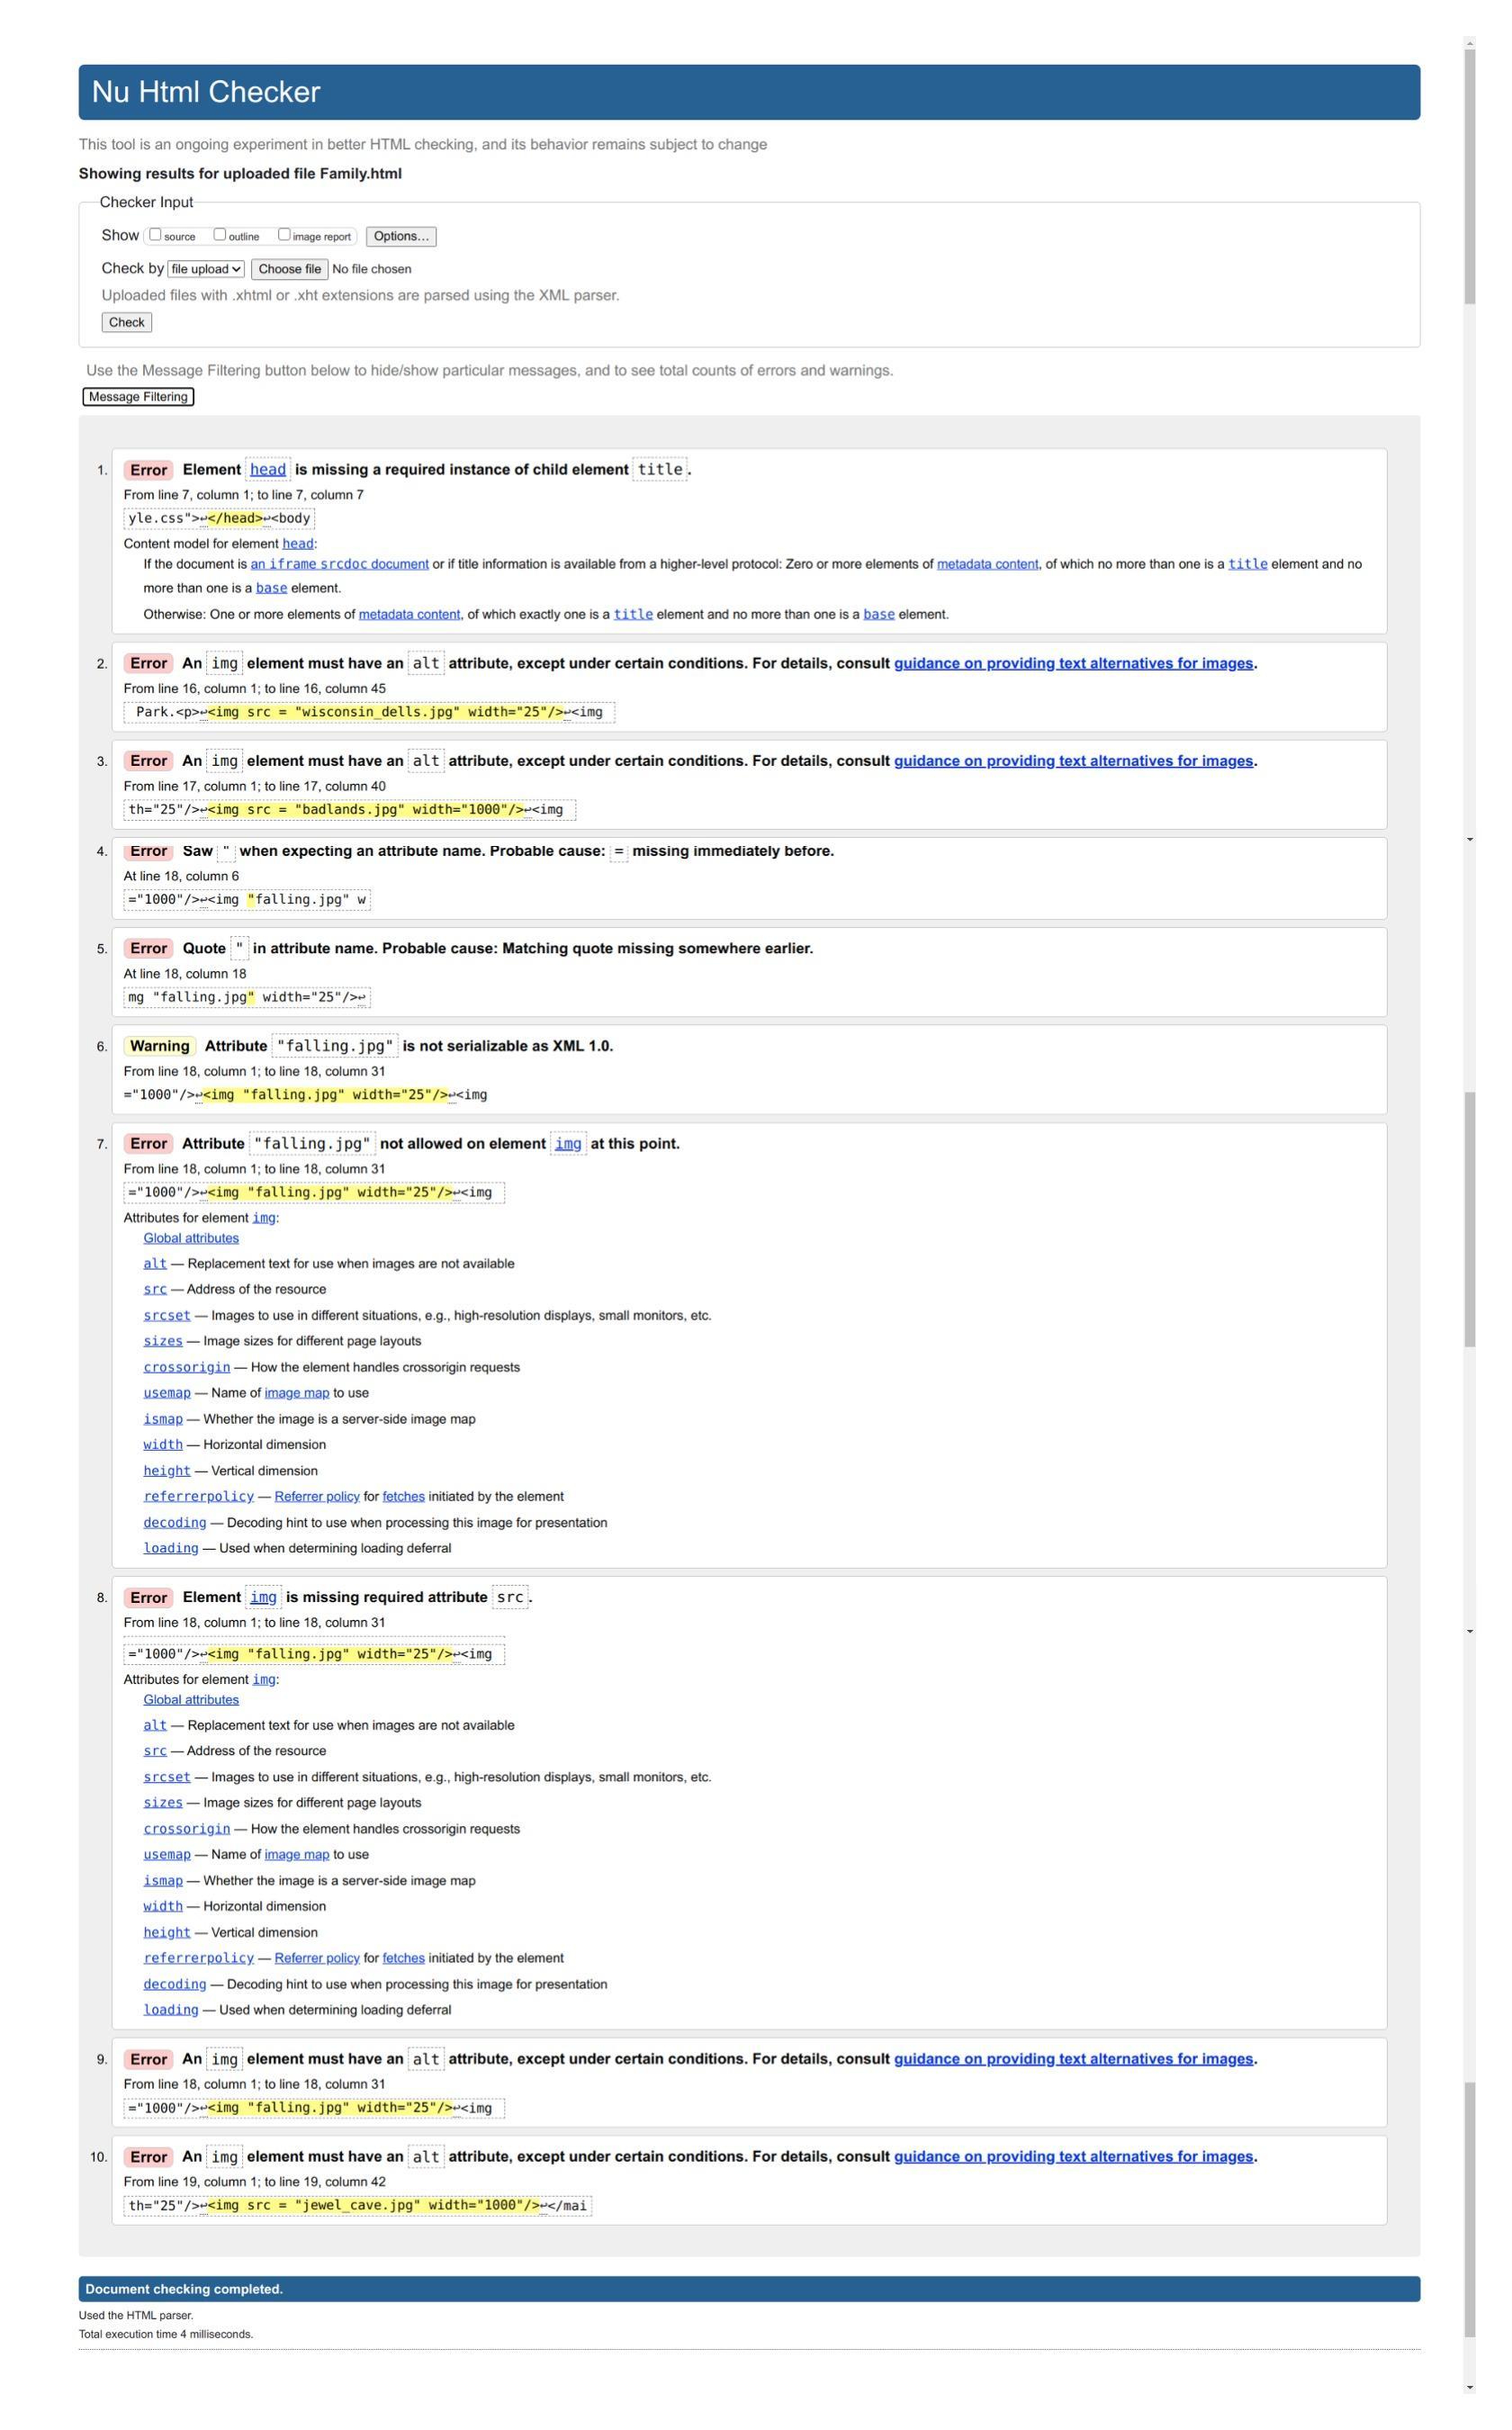 Nu Html Checker
This tool is an ongoing experiment in better HTML checking, and its behavior remains subject to change
Showing results for uploaded file Family.html
Checker Input
Show source outline image report Options...
Check by file upload Choose file No file chosen
Uploaded files with .xhtml or .xht extensions are parsed using the XML parser.
Check
Use the Message Filtering button below to hide/show particular messages, and to see total counts of errors and warnings.
Message Filtering
1. Error Element head is missing a required instance of child element title.
From line 7, column 1; to line 7, column 7
yle.css">↩</head>↩<body
Content model for element head:
If the document is an iframe srcdoc document or if title information is available from a higher-level protocol: Zero or more elements of metadata content, of which no more than one is a title element and no
more than one is a base element.
Otherwise: One or more elements of metadata content, of which exactly one is a title element and no more than one is a base element.
2. Error An img element must have an alt attribute, except under certain conditions. For details, consult guidance on providing text alternatives for images.
From line 16, column 1; to line 16, column 45
Park.<p>↩<img src = "wisconsin_dells.jpg" width="25"/>↩<img
3. Error An img element must have an alt attribute, except under certain conditions. For details, consult guidance on providing text alternatives for images.
From line 17, column 1; to line 17, column 40
th="25"/>↩<img src = "badlands.jpg" width="1000"/>↩<img
4. Error Saw " when expecting an attribute name. Probable cause: = missing immediately before.
At line 18, column 6
="1000"/>↩<img "falling.jpg" w
5. Error Quote " in attribute name. Probable cause: Matching quote missing somewhere earlier.
At line 18, column 18
mg "falling.jpg" width="25"/>↩
6. Warning Attribute "falling.jpg" is not serializable as XML 1.0.
From line 18, column 1; to line 18, column 31
="1000"/>↩<img "falling.jpg" width="25"/>↩<img
7. Error Attribute "falling.jpg" not allowed on element img at this point.
From line 18, column 1; to line 18, column 31
="1000"/>↩<img "falling.jpg" width="25"/>↩<img
Attributes for element img:
Global attributes
alt — Replacement text for use when images are not available
src — Address of the resource
srcset — Images to use in different situations, e.g., high-resolution displays, small monitors, etc.
sizes — Image sizes for different page layouts
crossorigin — How the element handles crossorigin requests
usemap — Name of image map to use
ismap — Whether the image is a server-side image map
width — Horizontal dimension
height — Vertical dimension
referrerpolicy — Referrer policy for fetches initiated by the element
decoding — Decoding hint to use when processing this image for presentation
loading — Used when determining loading deferral
8. Error Element img is missing required attribute src.
From line 18, column 1; to line 18, column 31
="1000"/>↩<img "falling.jpg" width="25"/>↩<img
Attributes for element img:
Global attributes
alt — Replacement text for use when images are not available
src — Address of the resource
srcset — Images to use in different situations, e.g., high-resolution displays, small monitors, etc.
sizes — Image sizes for different page layouts
crossorigin — How the element handles crossorigin requests
usemap — Name of image map to use
ismap — Whether the image is a server-side image map
width — Horizontal dimension
height — Vertical dimension
referrerpolicy — Referrer policy for fetches initiated by the element
decoding — Decoding hint to use when processing this image for presentation
loading — Used when determining loading deferral
9. Error An img element must have an alt attribute, except under certain conditions. For details, consult guidance on providing text alternatives for images.
From line 18, column 1; to line 18, column 31
="1000"/>↩<img "falling.jpg" width="25"/>↩<img
10. Error An img element must have an alt attribute, except under certain conditions. For details, consult guidance on providing text alternatives for images.
From line 19, column 1; to line 19, column 42
th="25"/>↩<img src = "jewel_cave.jpg" width="1000"/>↩</mai
Document checking completed.
Used the HTML parser.
Total execution time 4 milliseconds.